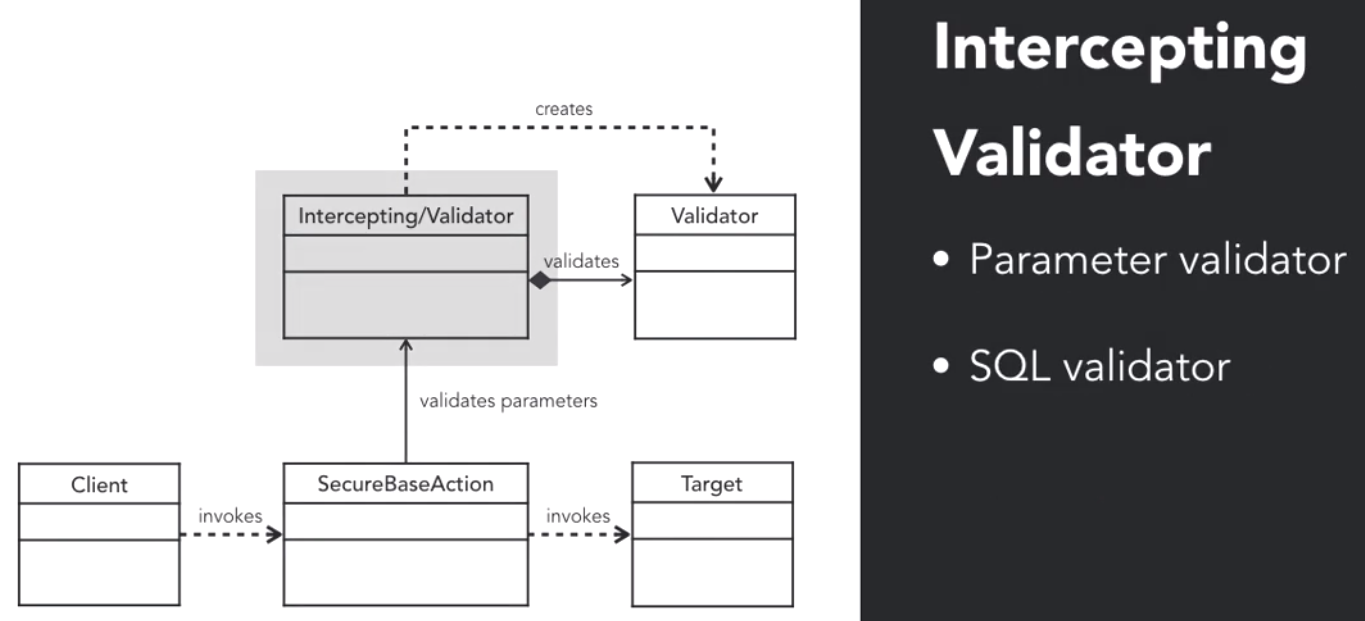 creates
Intercepting/Validator
Validator
validates
validates parameters
Client
SecureBaseAction
Target
invokes
invokes
Intercepting
Validator
• Parameter validator
• SQL validator